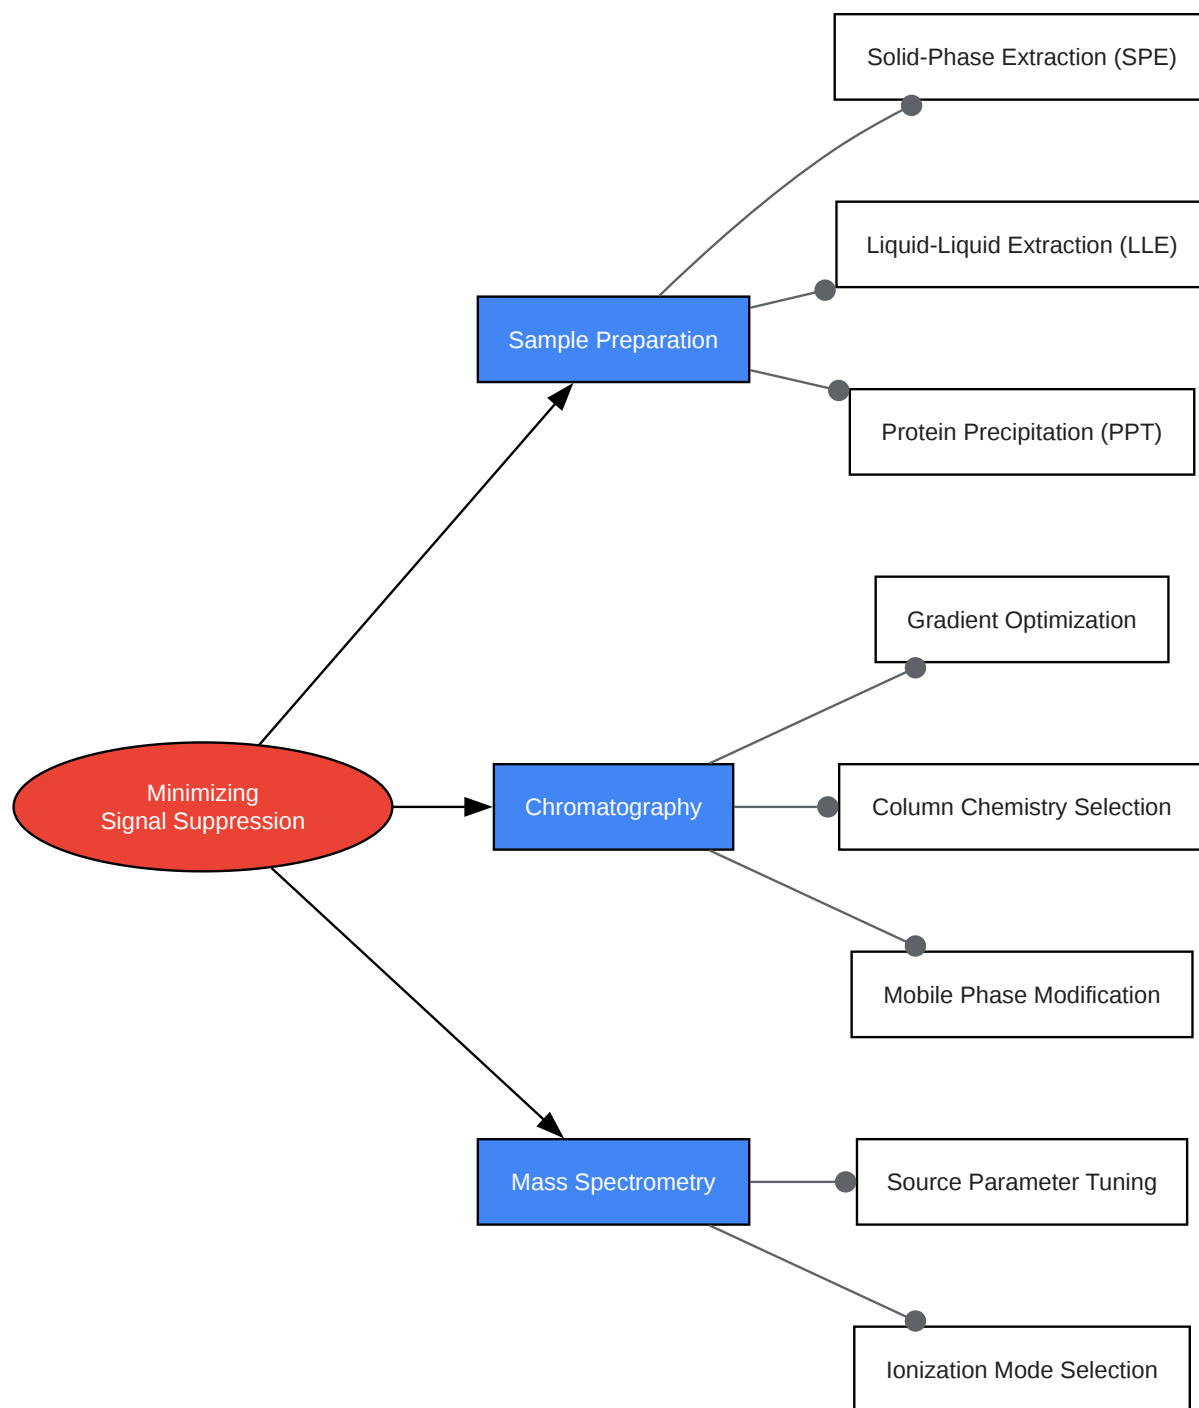 Solid-Phase Extraction (SPE)
Liquid-Liquid Extraction (LLE)
Sample Preparation
Protein Precipitation (PPT)
Gradient Optimization
Minimizing
Signal Suppression
Chromatography
Column Chemistry Selection
Mobile Phase Modification
Mass Spectrometry
Source Parameter Tuning
Ionization Mode Selection